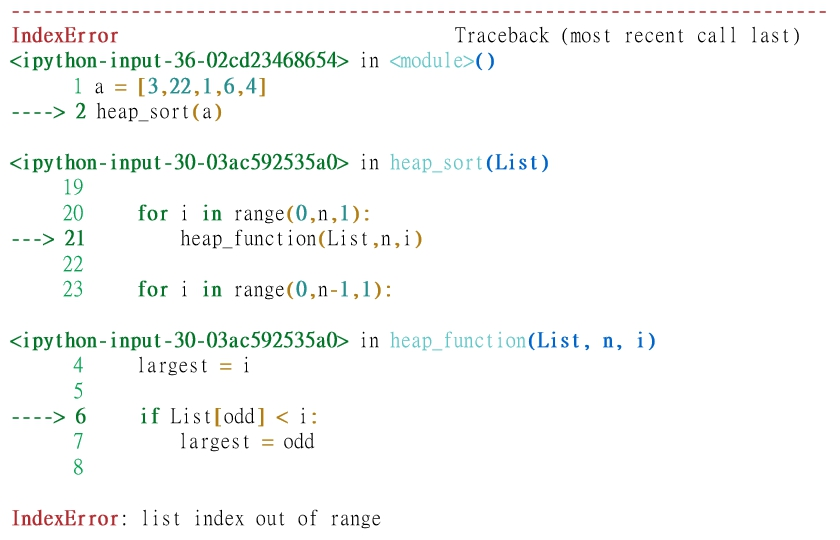 ---------------------------------------------------------------------------
IndexError                                Traceback (most recent call last)
<ipython-input-36-02cd23468654> in <module>()
      1 a = [3,22,1,6,4]
----> 2 heap_sort(a)

<ipython-input-30-03ac592535a0> in heap_sort(List)
     19
     20     for i in range(0,n,1):
---> 21         heap_function(List,n,i)
     22
     23     for i in range(0,n-1,1):

<ipython-input-30-03ac592535a0> in heap_function(List, n, i)
      4     largest = i
      5
----> 6     if List[odd] < i:
      7         largest = odd
      8

IndexError: list index out of range